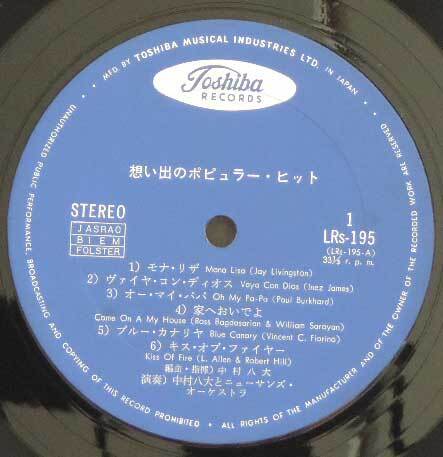 MFD. BY TOSHIBA MUSICAL INDUSTRIES LTD. IN JAPAN
ALL RIGHTS OF THE MANUFACTURER AND OF THE OWNER OF THE RECORDED WORK ARE RESERVED
UNAUTHORIZED PUBLIC PERFORMANCE, BROADCASTING AND COPYING OF THIS RECORD PROHIBITED
Toshiba
RECORDS
想い出のポピュラー・ヒット
STEREO
JASRAC
BIEM
FOLSTER
1
LRs-195
(LRs-195-A)
33⅓ r. p. m.
1) モナ・リザ Mona Lisa (Jay Livingston)
2) ヴァイヤ・コン・ディオス Vaya Con Dios (Inez James)
3) オー・マイ・パパ Oh My Pa-Pa (Paul Burkhard)
4) 家へおいでよ
Come On A My House (Ross Bagdasarian & William Sarayan)
5) ブルー・カナリヤ Blue Canary (Vincent C. Fiorino)
6) キス・オブ・ファイヤー
Kiss Of Fire (L. Allen & Robert Hill)
編曲・指揮) 中村八大
演奏) 中村八大とニューサンズ・
オーケストラ